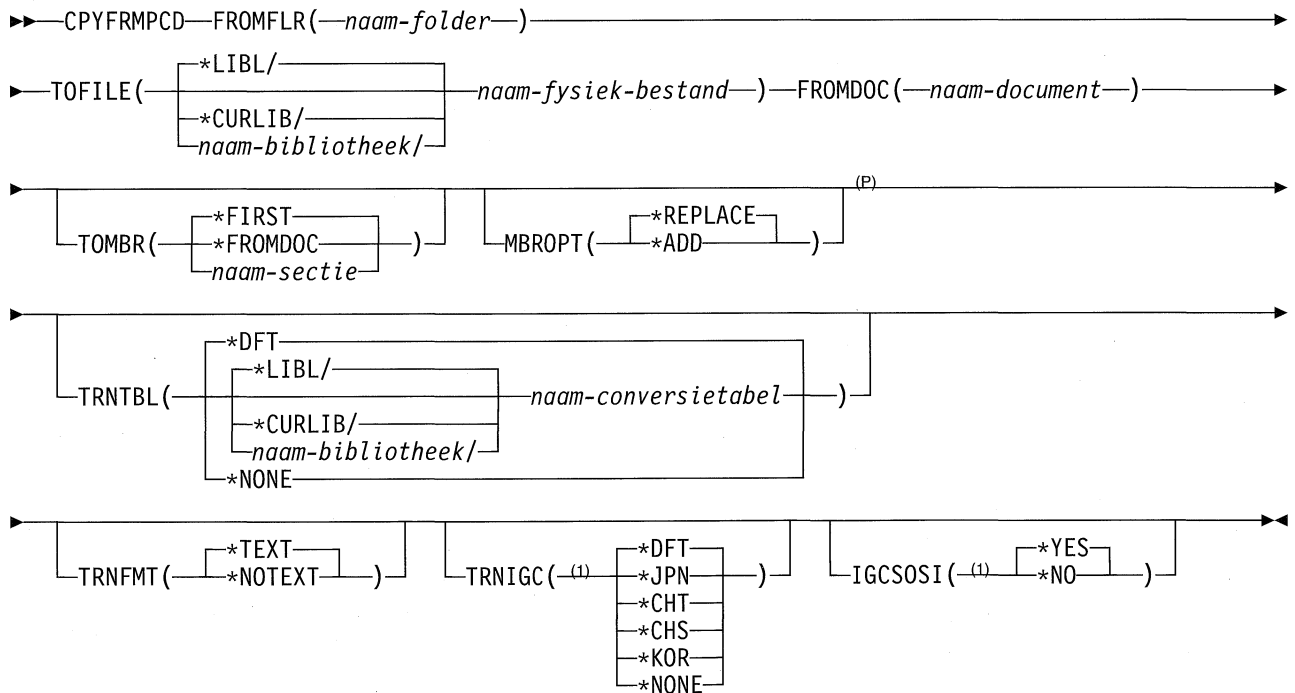 CPYFRMPCD FROMFLR( naam-folder )
*LIBL/
TOFILE( naam-fysiek-bestand ) FROMDOC( naam-document )
*CURLIB/
naam-bibliotheek/
(P)
*FIRST *REPLACE
TOMBR( *FROMDOC ) MBROPT( *ADD )
naam-sectie
*DFT
*LIBL/
TRNTBL( naam-conversietabel )
*CURLIB/
naam-bibliotheek/
*NONE
*TEXT *DFT *YES
TRNFMT( *NOTEXT ) TRNIGC( (1) *JPN ) IGCSOSI( (1) *NO )
*CHT
*CHS
*KOR
*NONE